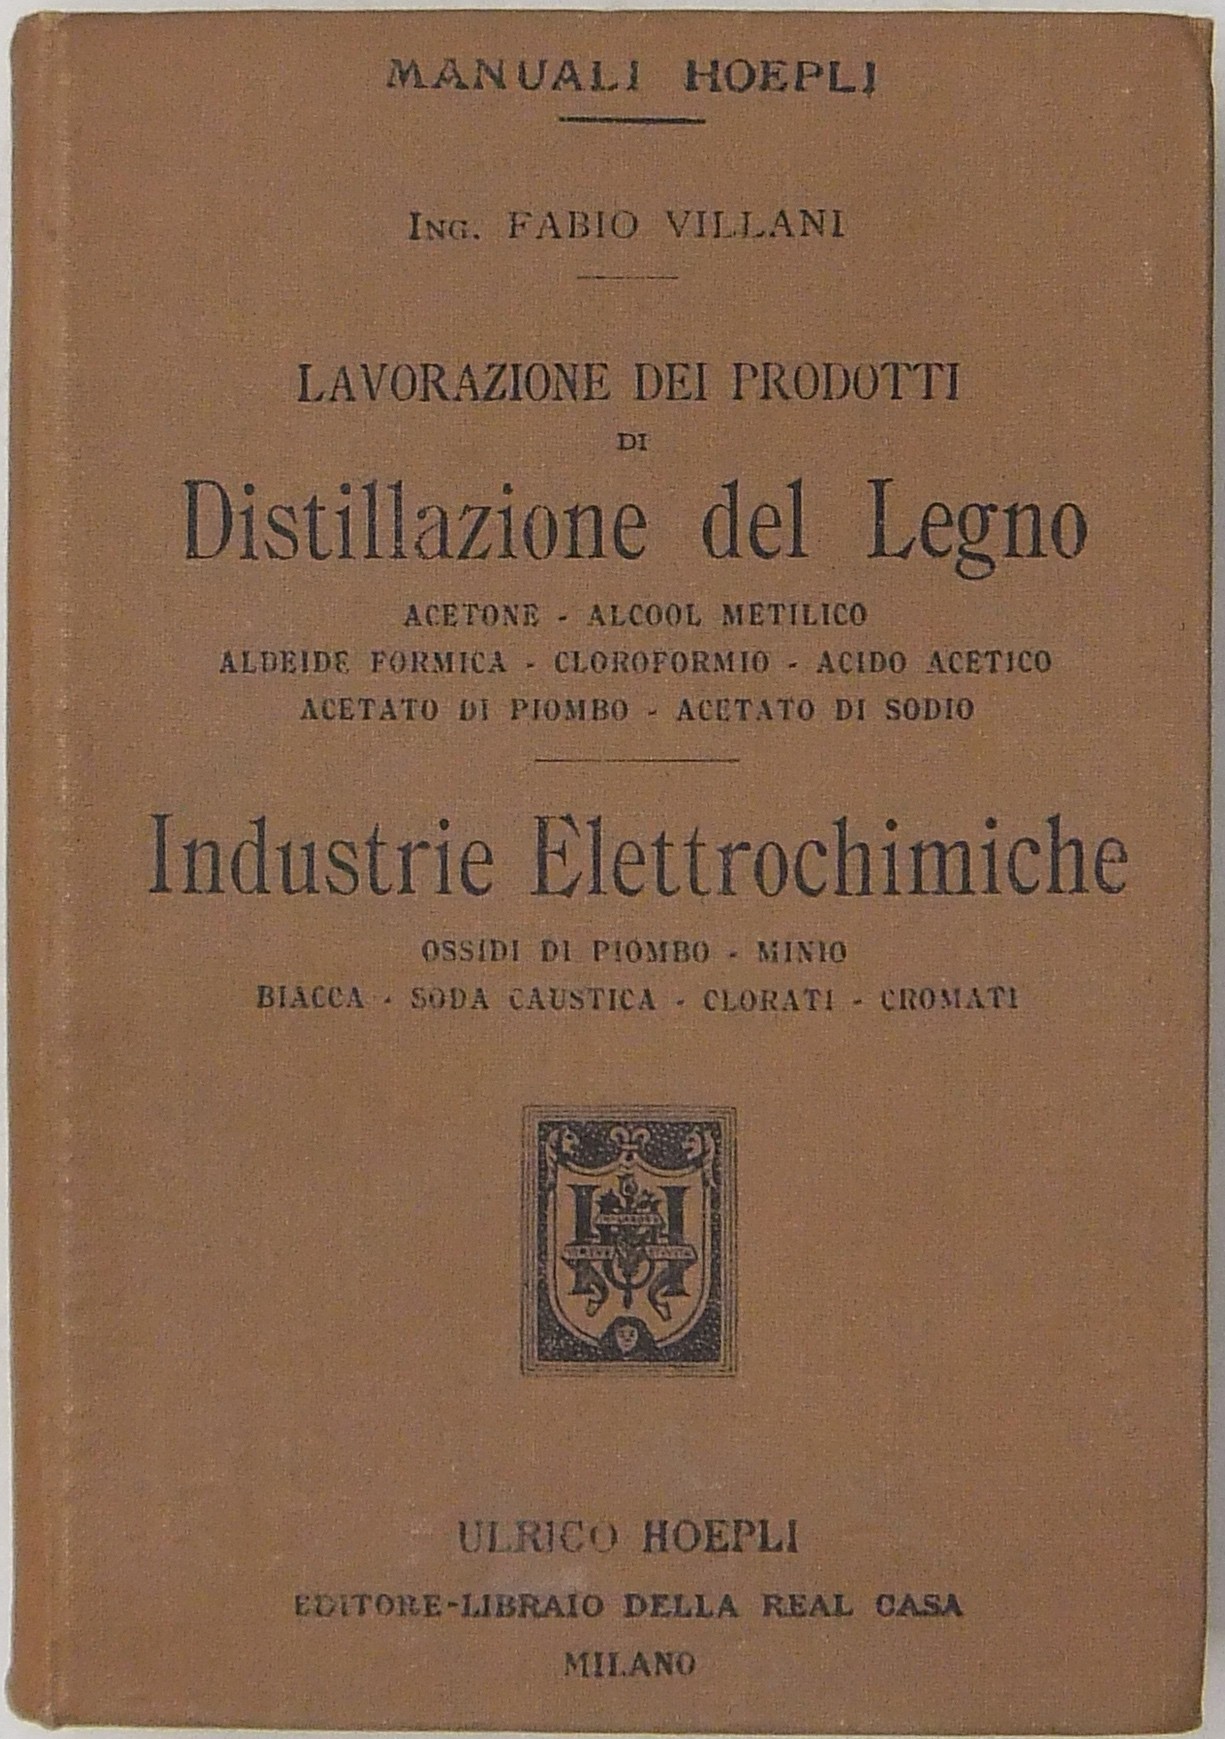 MANUALI HOEPLI
ING. FABIO VILLANI
LAVORAZIONE DEI PRODOTTI
DI
Distillazione del Legno
ACETONE - ALCOOL METILICO
ALDEIDE FORMICA - CLOROFORMIO - ACIDO ACETICO
ACETATO DI PIOMBO - ACETATO DI SODIO
Industrie Elettrochimiche
OSSIDI DI PIOMBO - MINIO
BIACCA - SODA CAUSTICA - CLORATI - CROMATI
H
ULRICO HOEPLI
EDITORE-LIBRAIO DELLA REAL CASA
MILANO